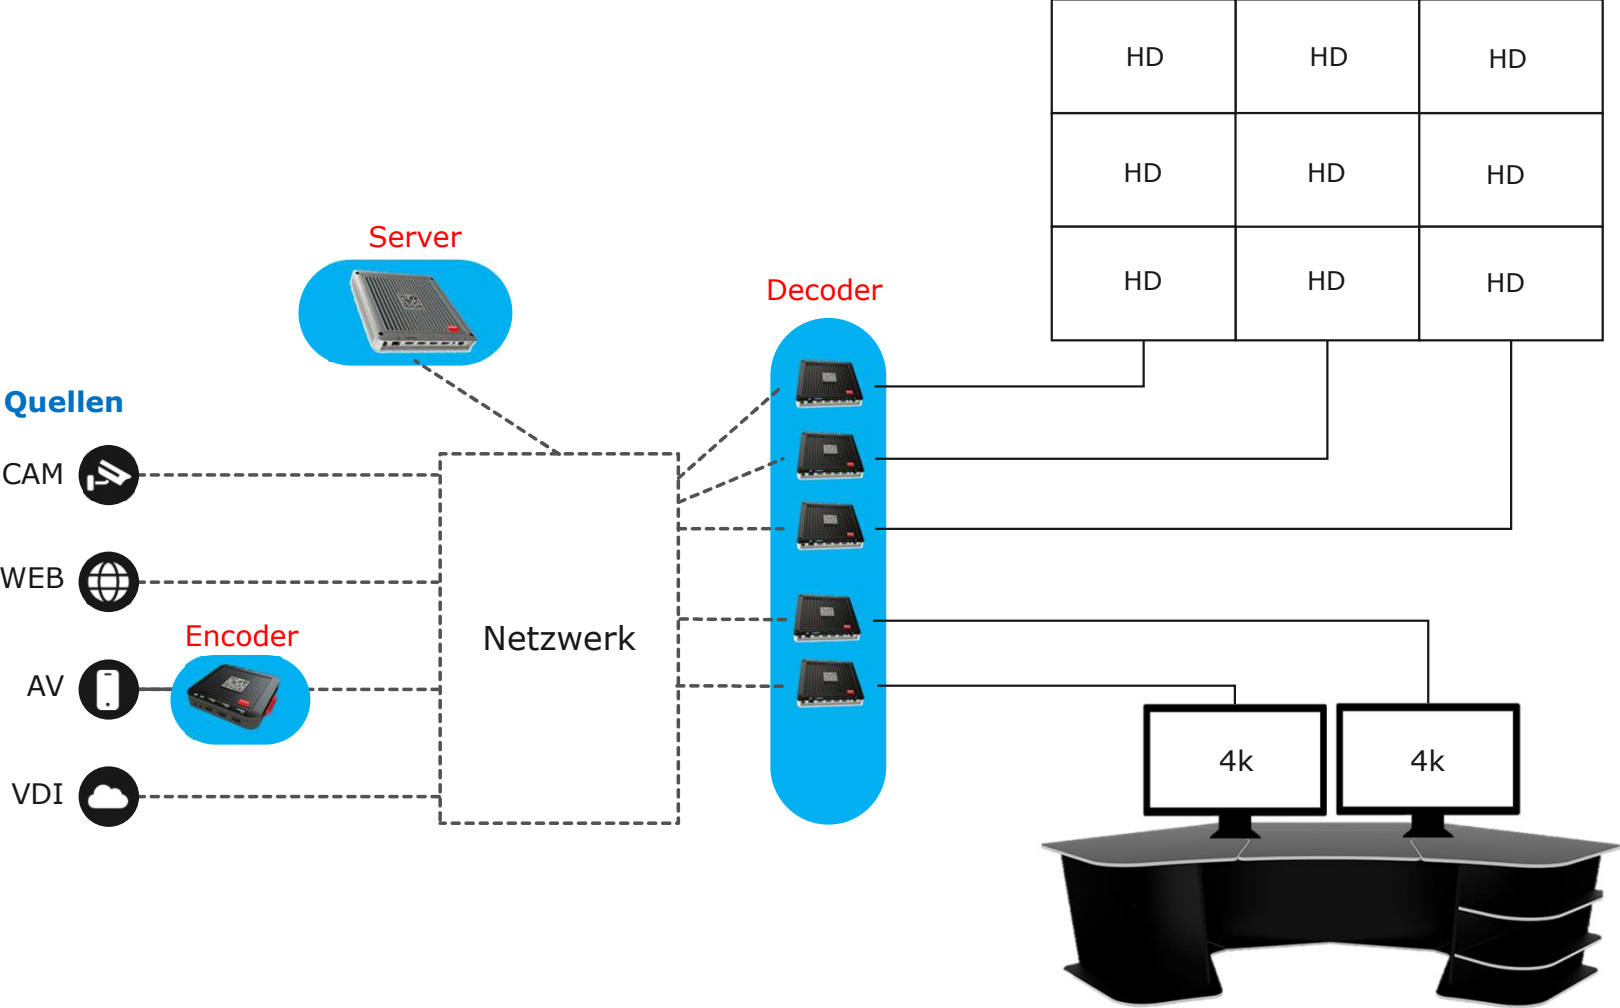 HD HD HD
HD HD HD
HD HD HD
Server
Decoder
Quellen
CAM
WEB
Encoder
Netzwerk
AV
4k 4k
VDI